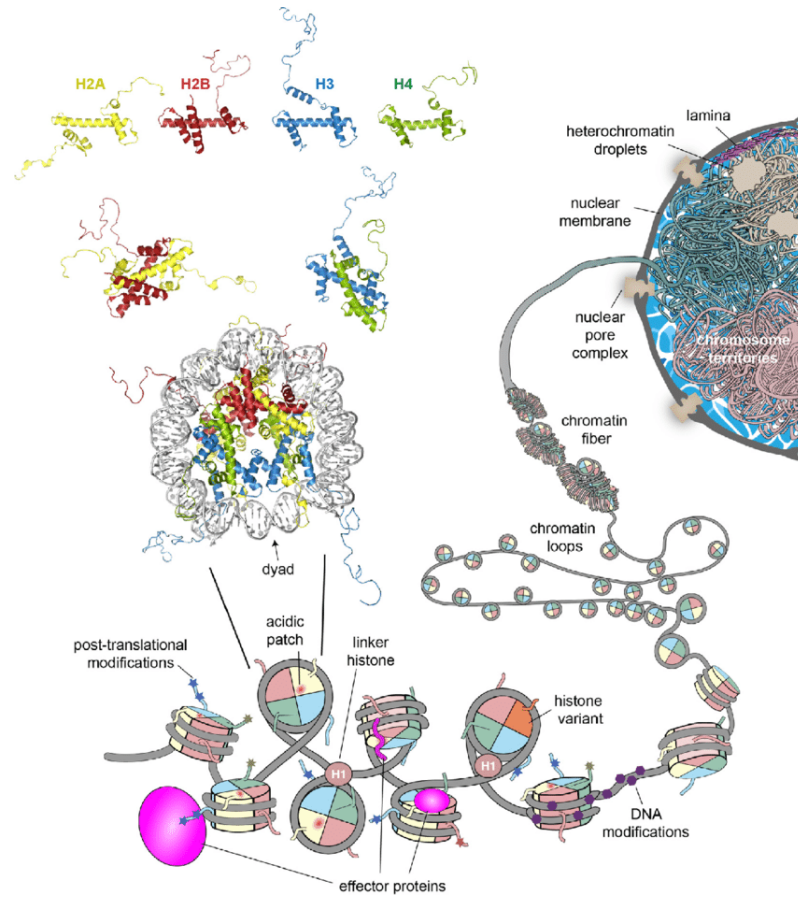 H2A
H2B
H3
H4
lamina
heterochromatin
droplets
nuclear
membrane
nuclear
pore
complex
chromosome
territories
chromatin
fiber
chromatin
loops
dyad
acidic
patch
linker
histone
post-translational
modifications
histone
variant
H1
H1
DNA
modifications
effector proteins